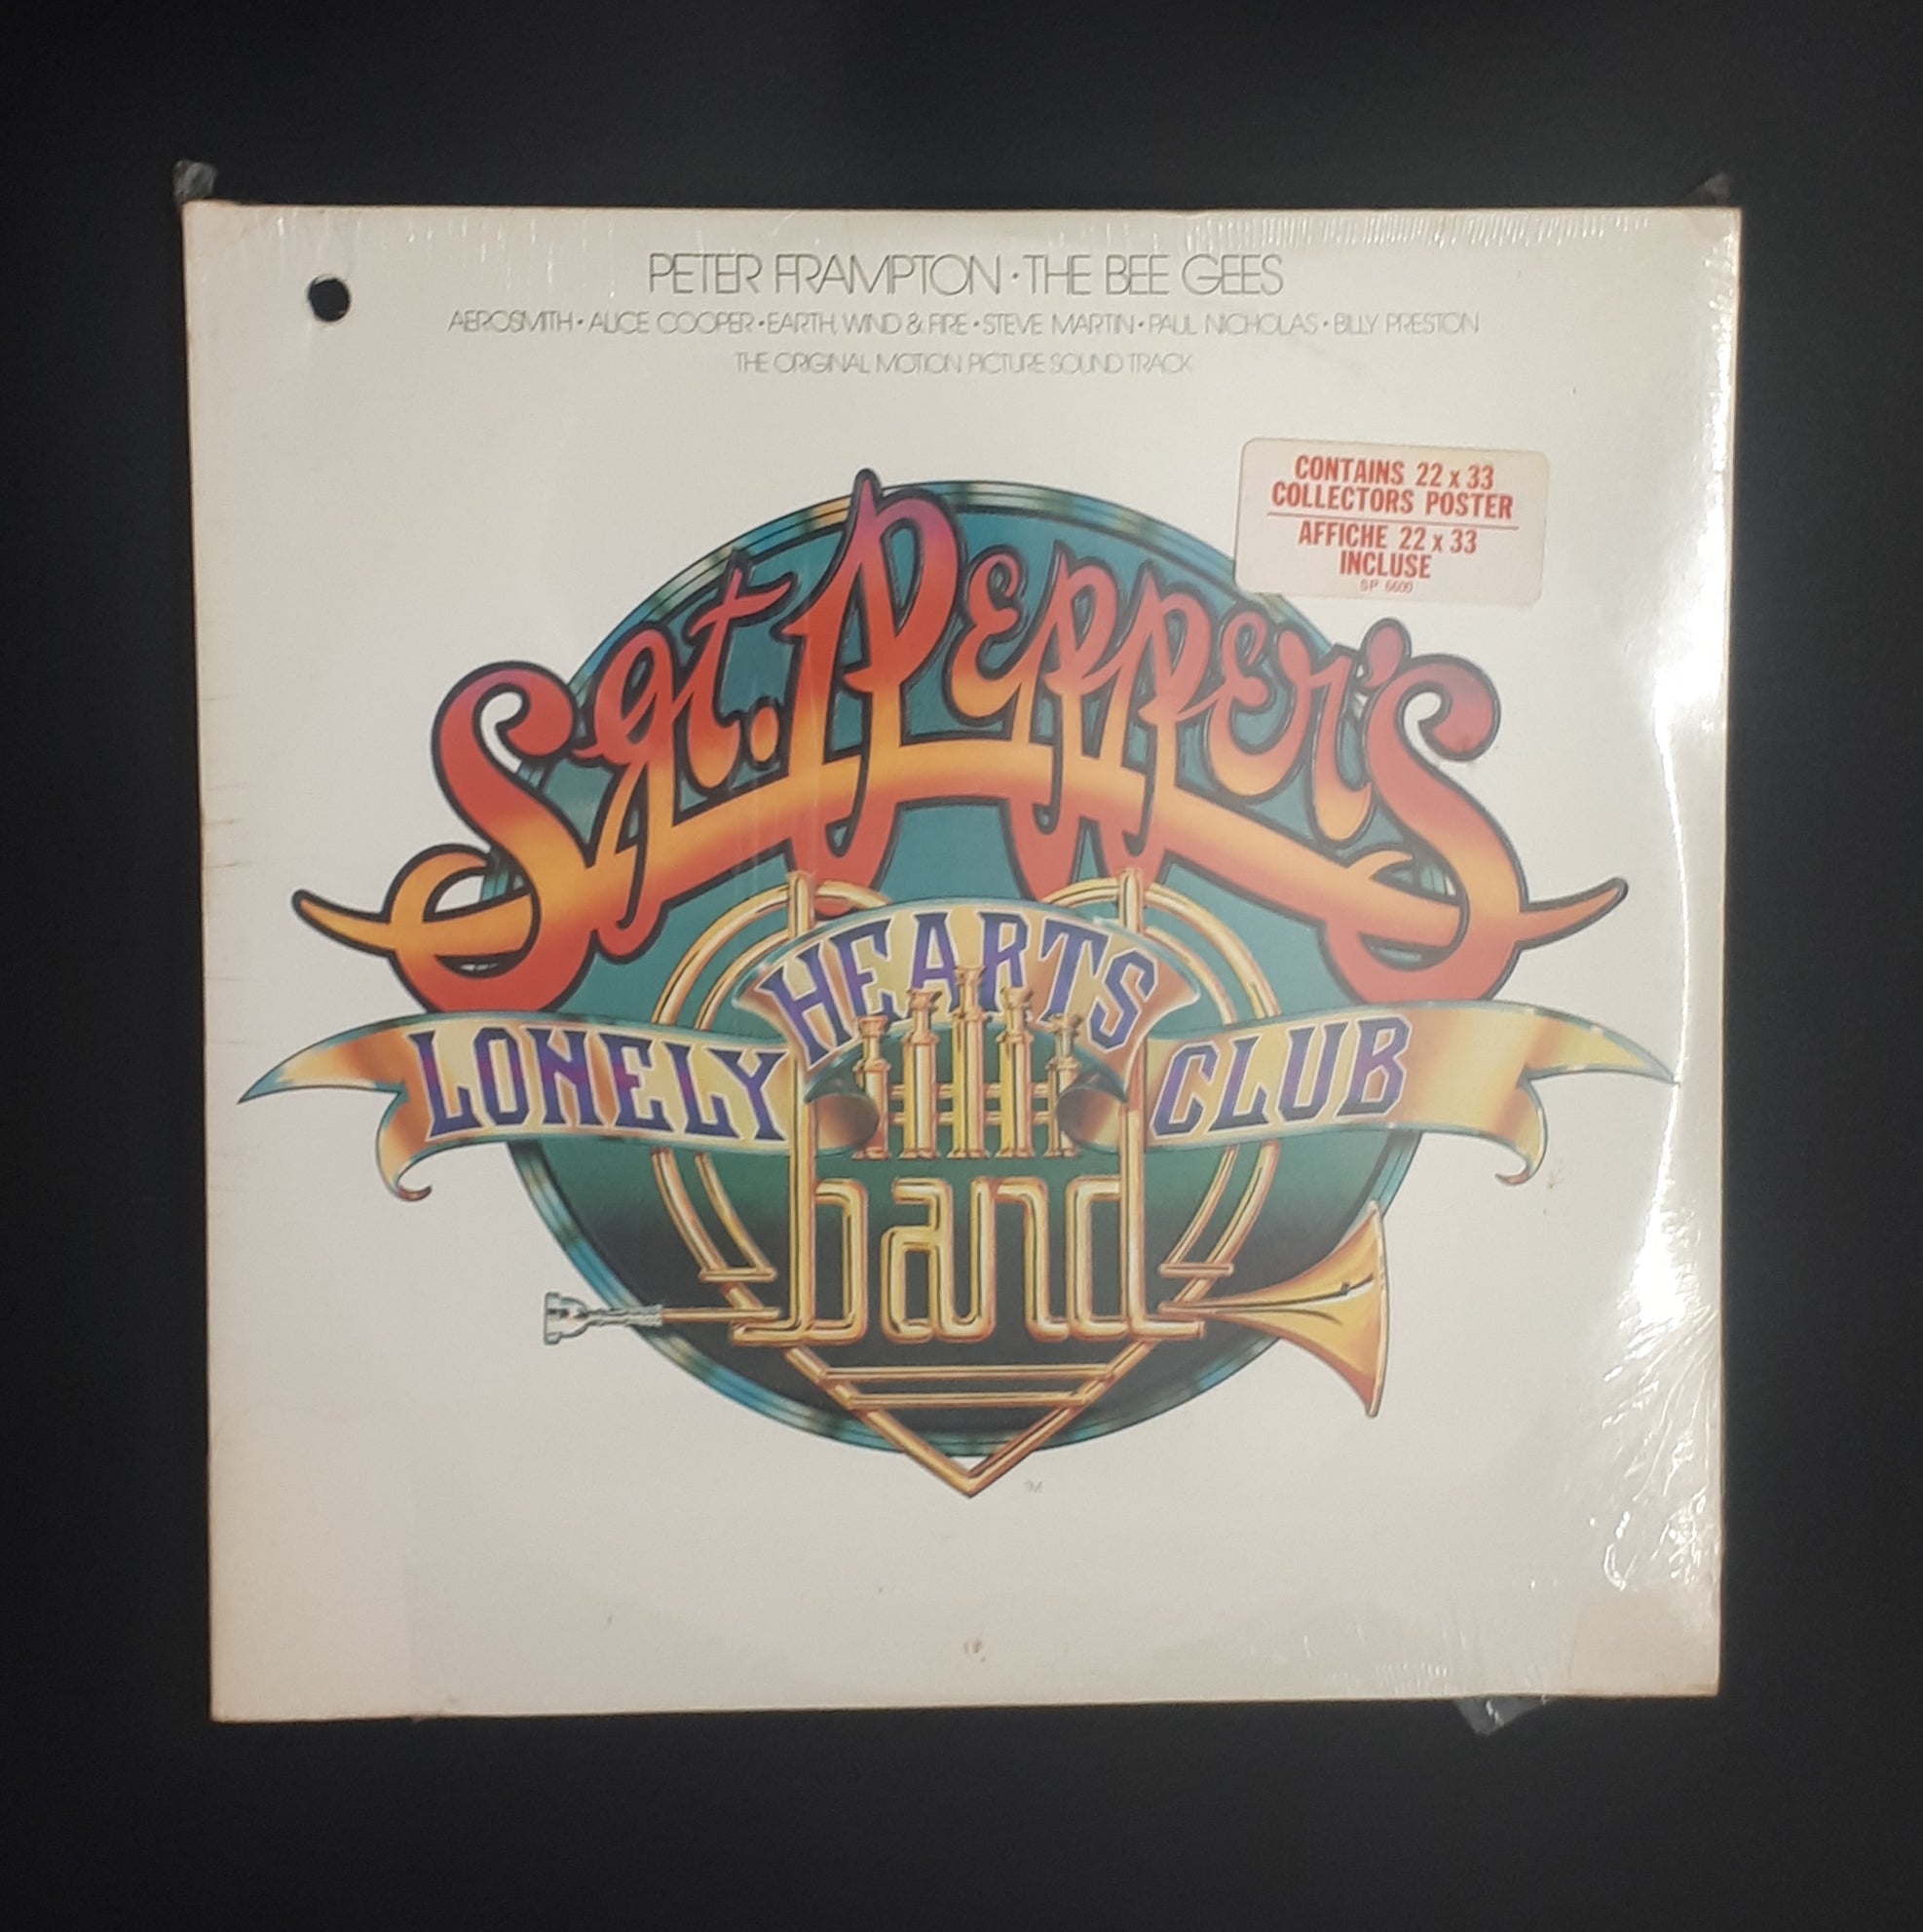 PETER FRAMPTON • THE BEE GEES
AEROSMITH • ALICE COOPER • EARTH, WIND & FIRE • STEVE MARTIN • PAUL NICHOLAS • BILLY PRESTON
THE ORIGINAL MOTION PICTURE SOUND TRACK
CONTAINS 22 x 33
COLLECTORS POSTER
AFFICHE 22 x 33
INCLUSE
SP 6600
Sgt. Pepper's
LONELY HEARTS CLUB
band
TM